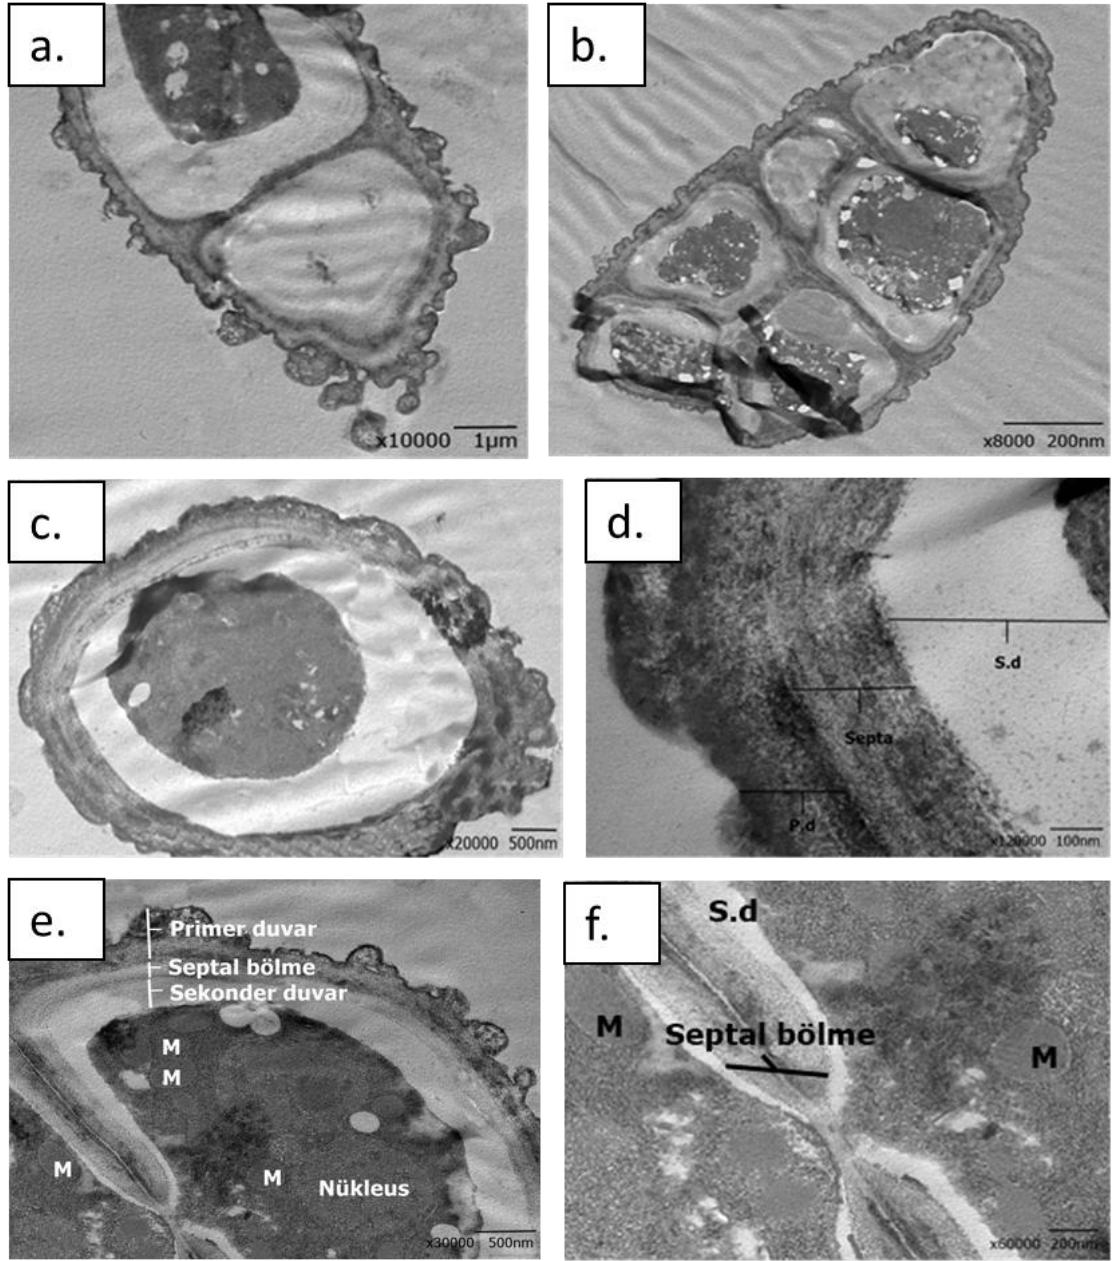 a.
x10000 1µm
b.
x8000 200nm
c.
x20000 500nm
d.
S.d
Septa
P.d
x120000 100nm
e.
Primer duvar
Septal bölme
Sekonder duvar
M
M
M
M
Nükleus
x30000 500nm
f.
S.d
M
Septal bölme
M
x60000 200nm